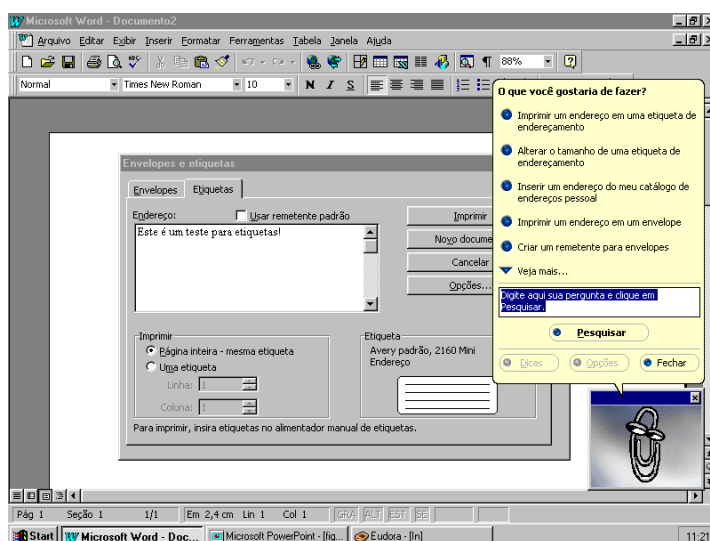 Microsoft Word - Documento2
Arquivo Editar Exibir Inserir Formatar Ferramentas Tabela Janela Ajuda
88%
Normal Times New Roman 10 N I S
O que você gostaria de fazer?
Imprimir um endereço em uma etiqueta de
endereçamento
Alterar o tamanho de uma etiqueta de
endereçamento
Inserir um endereço do meu catálogo de
endereços pessoal
Imprimir um endereço em um envelope
Criar um remetente para envelopes
Veja mais...
Digite aqui sua pergunta e clique em
Pesquisar.
Pesquisar
Dicas Opções Fechar
Envelopes e etiquetas
Envelopes Etiquetas
Endereço: Usar remetente padrão
Este é um teste para etiquetas!
Imprimir
Novo docume
Cancelar
Opções...
Imprimir
Página inteira - mesma etiqueta
Uma etiqueta
Linha: 1
Coluna: 1
Etiqueta
Avery padrão, 2160 Mini
Endereço
Para imprimir, insira etiquetas no alimentador manual de etiquetas.
Pág 1 Seção 1 1/1 Em 2,4 cm Lin 1 Col 1 GRA ALT EST SE
Start Microsoft Word - Doc... Microsoft PowerPoint - [fig... Eudora - [In] 11:21